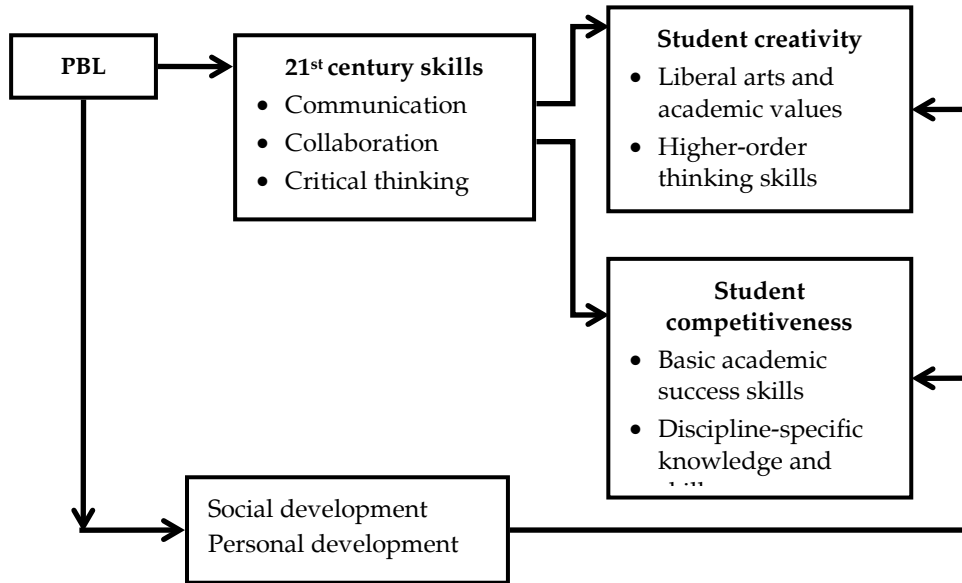 PBL
21st century skills
• Communication
• Collaboration
• Critical thinking
Student creativity
• Liberal arts and
academic values
• Higher-order
thinking skills
Student
competitiveness
• Basic academic
success skills
• Discipline-specific
knowledge and
Social development
Personal development